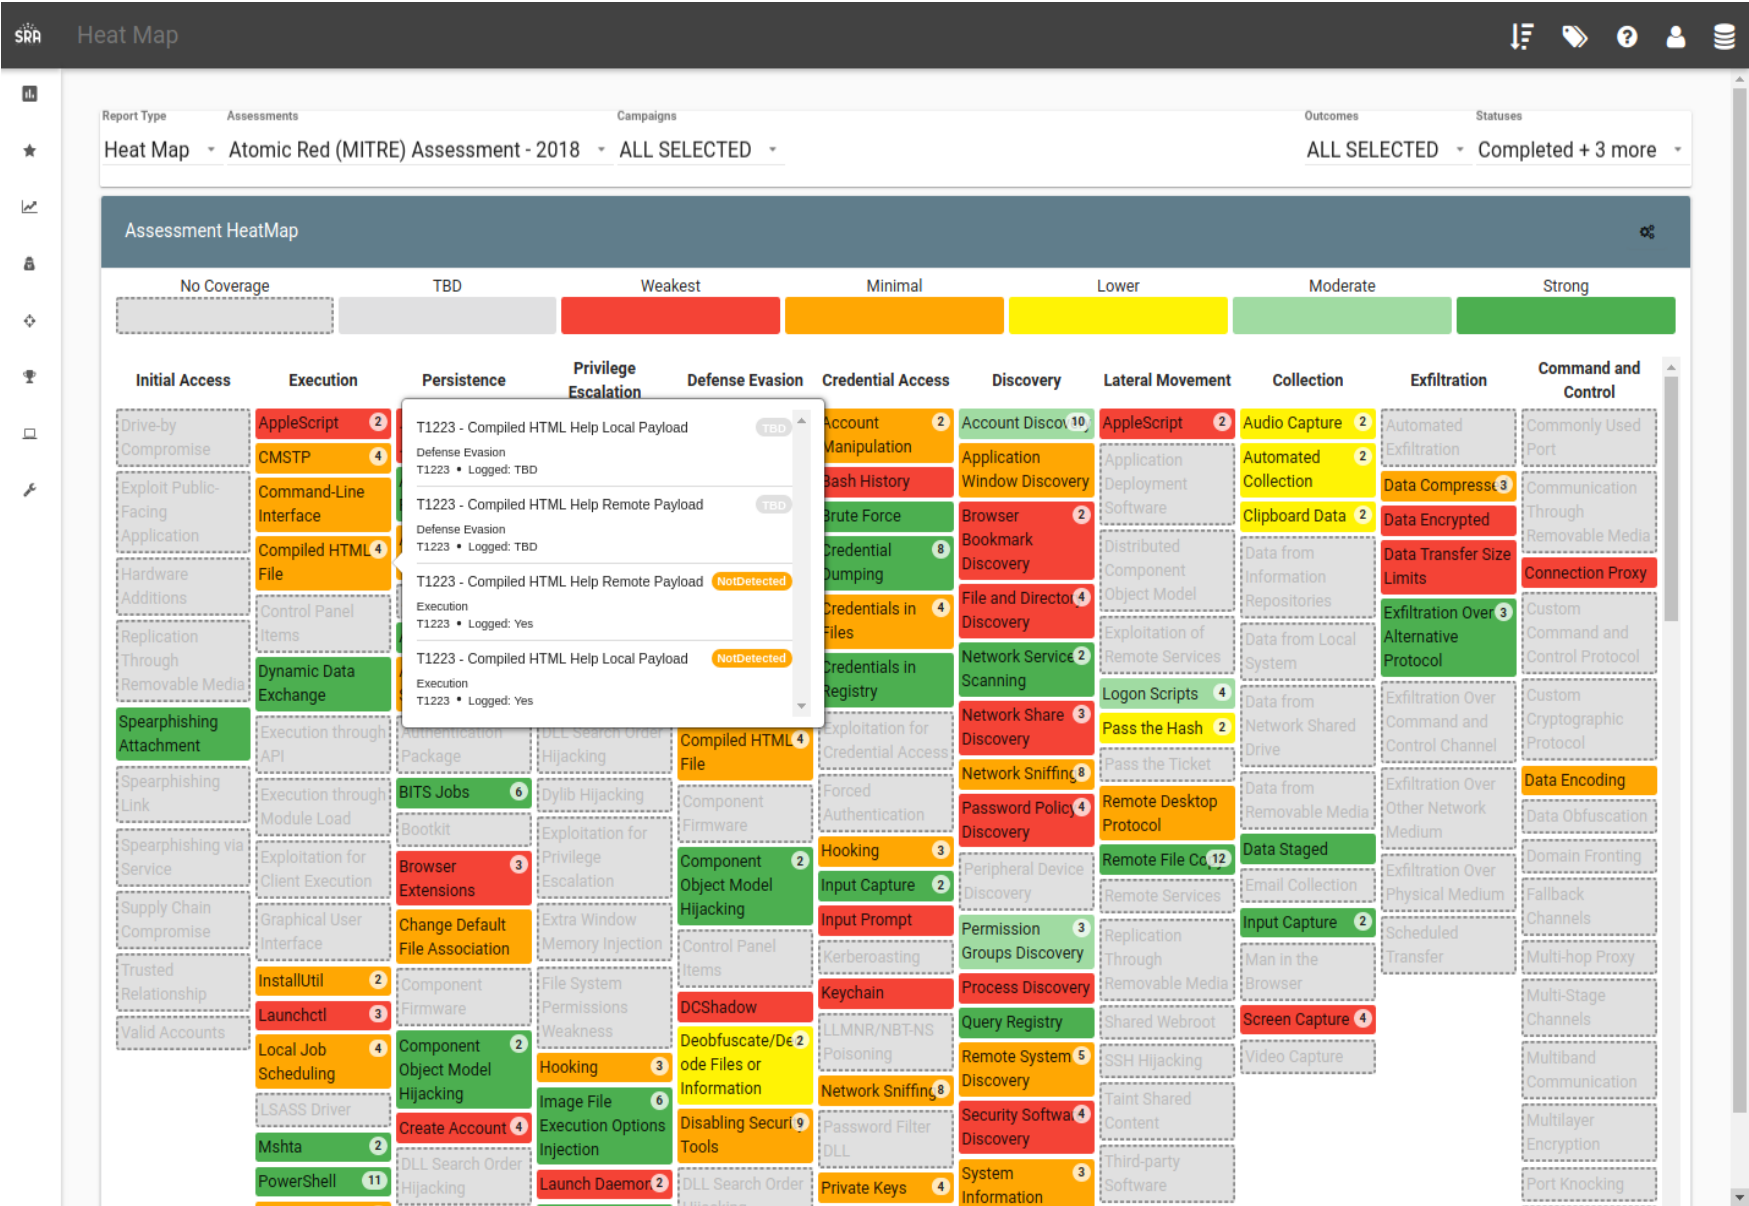 SRA
Heat Map
Report Type
Assessments
Campaigns
Outcomes
Statuses
Heat Map
Atomic Red (MITRE) Assessment - 2018
ALL SELECTED
ALL SELECTED
Completed + 3 more
Assessment HeatMap
No Coverage
TBD
Weakest
Minimal
Lower
Moderate
Strong
Initial Access
Drive-by
Compromise
Exploit Public-
Facing
Application
Hardware
Additions
Replication
Through
Removable Media
Spearphishing
Attachment
Spearphishing
Link
Spearphishing via
Service
Supply Chain
Compromise
Trusted
Relationship
Valid Accounts
Execution
AppleScript 2
CMSTP 4
Command-Line
Interface
Compiled HTML 4
File
Control Panel
Items
Dynamic Data
Exchange
Execution through
API
Execution through
Module Load
Exploitation for
Client Execution
Graphical User
Interface
InstallUtil 2
Launchctl 3
Local Job 4
Scheduling
LSASS Driver
Mshta 2
PowerShell 11
Persistence
Authentication
Package
BITS Jobs 6
Bootkit
Browser 3
Extensions
Change Default
File Association
Component
Firmware
Component 2
Object Model
Hijacking
Create Account 4
DLL Search Order
Hijacking
Privilege
Escalation
DLL Search Order
Hijacking
Dylib Hijacking
Exploitation for
Privilege
Escalation
Extra Window
Memory Injection
File System
Permissions
Weakness
Hooking 3
Image File 6
Execution Options
Injection
Launch Daemon 2
T1223 - Compiled HTML Help Local Payload TBD
Defense Evasion
T1223 • Logged: TBD
T1223 - Compiled HTML Help Remote Payload TBD
Defense Evasion
T1223 • Logged: TBD
T1223 - Compiled HTML Help Remote Payload NotDetected
Execution
T1223 • Logged: Yes
T1223 - Compiled HTML Help Local Payload NotDetected
Execution
T1223 • Logged: Yes
Defense Evasion
Compiled HTML 4
File
Component
Firmware
Component 2
Object Model
Hijacking
Control Panel
Items
DCShadow
Deobfuscate/De 2
ode Files or
Information
Disabling Securi 9
Tools
DLL Search Order
Hijacking
Credential Access
Account 2
Manipulation
Bash History
Brute Force
Credential 8
Dumping
Credentials in 4
Files
Credentials in
Registry
Exploitation for
Credential Access
Forced
Authentication
Hooking 3
Input Capture 2
Input Prompt
Kerberoasting
Keychain
LLMNR/NBT-NS
Poisoning
Network Sniffing 8
Password Filter
DLL
Private Keys 4
Discovery
Account Discov 10
Application
Window Discovery
Browser 2
Bookmark
Discovery
File and Director 4
Discovery
Network Service 2
Scanning
Network Share 3
Discovery
Network Sniffing 8
Password Policy 4
Discovery
Peripheral Device
Discovery
Permission 3
Groups Discovery
Process Discovery
Query Registry
Remote System 5
Discovery
Security Softwa 4
Discovery
System 3
Information
Lateral Movement
AppleScript 2
Application
Deployment
Software
Distributed
Component
Object Model
Exploitation of
Remote Services
Logon Scripts 4
Pass the Hash 2
Pass the Ticket
Remote Desktop
Protocol
Remote File Copy 12
Remote Services
Replication
Through
Removable Media
Shared Webroot
SSH Hijacking
Taint Shared
Content
Third-party
Software
Collection
Audio Capture 2
Automated 2
Collection
Clipboard Data 2
Data from
Information
Repositories
Data from Local
System
Data from
Network Shared
Drive
Data from
Removable Media
Data Staged
Email Collection
Input Capture 2
Man in the
Browser
Screen Capture 4
Video Capture
Exfiltration
Automated
Exfiltration
Data Compresse 3
Data Encrypted
Data Transfer Size
Limits
Exfiltration Over 3
Alternative
Protocol
Exfiltration Over
Command and
Control Channel
Exfiltration Over
Other Network
Medium
Exfiltration Over
Physical Medium
Scheduled
Transfer
Command and
Control
Commonly Used
Port
Communication
Through
Removable Media
Connection Proxy
Custom
Command and
Control Protocol
Custom
Cryptographic
Protocol
Data Encoding
Data Obfuscation
Domain Fronting
Fallback
Channels
Multi-hop Proxy
Multi-Stage
Channels
Multiband
Communication
Multilayer
Encryption
Port Knocking